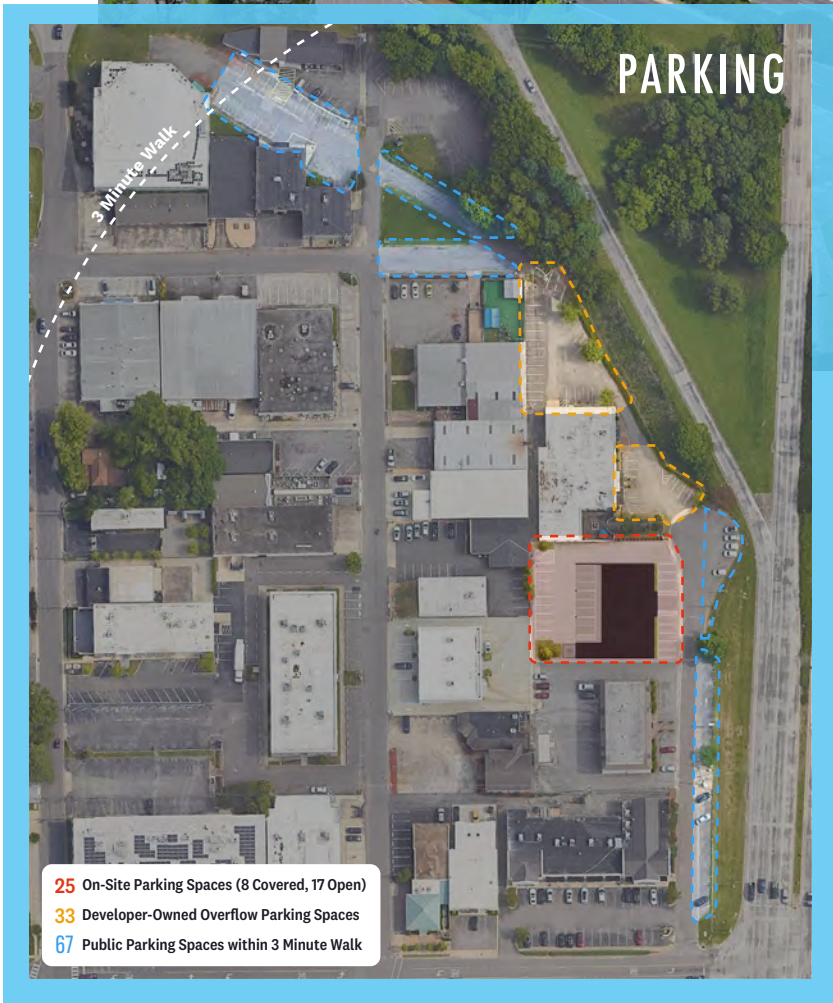 PARKING
3 Minute Walk
25 On-Site Parking Spaces (8 Covered, 17 Open)
33 Developer-Owned Overflow Parking Spaces
67 Public Parking Spaces within 3 Minute Walk